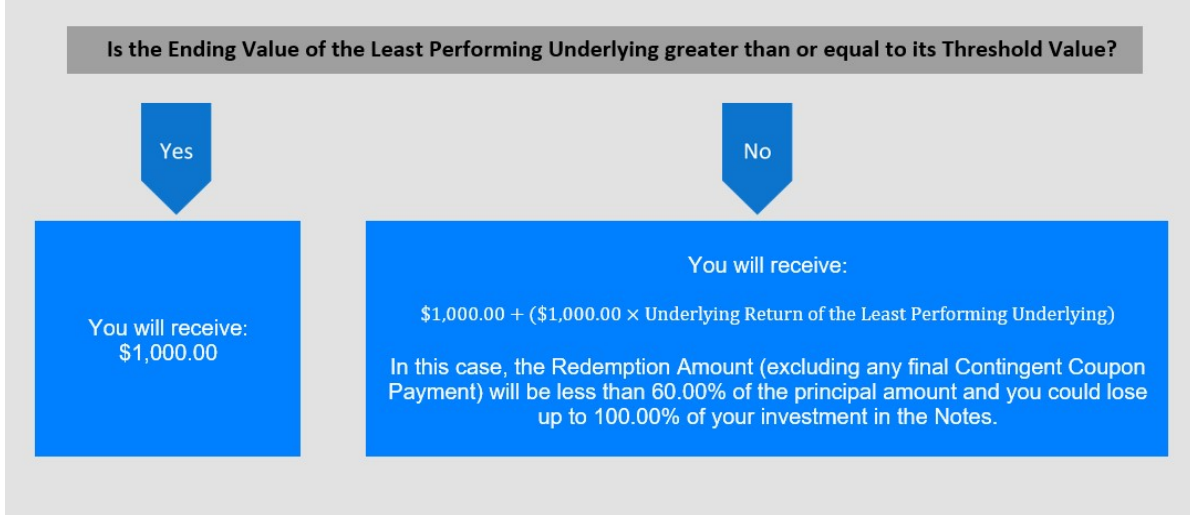 Is the Ending Value of the Least Performing Underlying greater than or equal to its Threshold Value?
Yes
No
You will receive:
$1,000.00
You will receive:
$1,000.00 + ($1,000.00 × Underlying Return of the Least Performing Underlying)
In this case, the Redemption Amount (excluding any final Contingent Coupon
Payment) will be less than 60.00% of the principal amount and you could lose
up to 100.00% of your investment in the Notes.